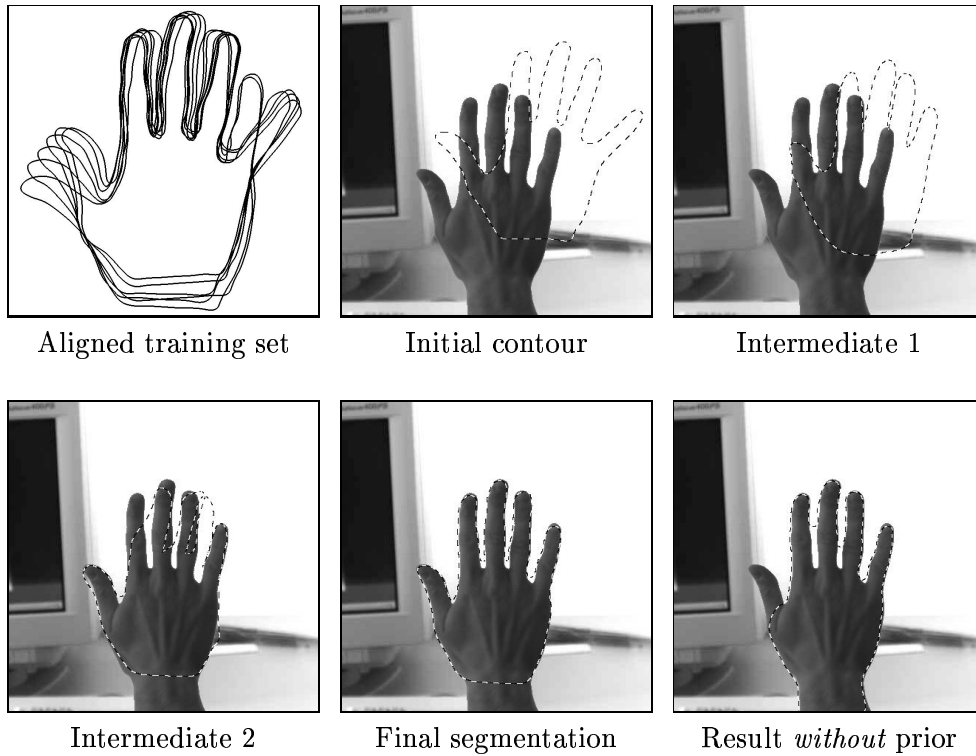 Aligned training set
Initial contour
Intermediate 1
Intermediate 2
Final segmentation
Result without prior